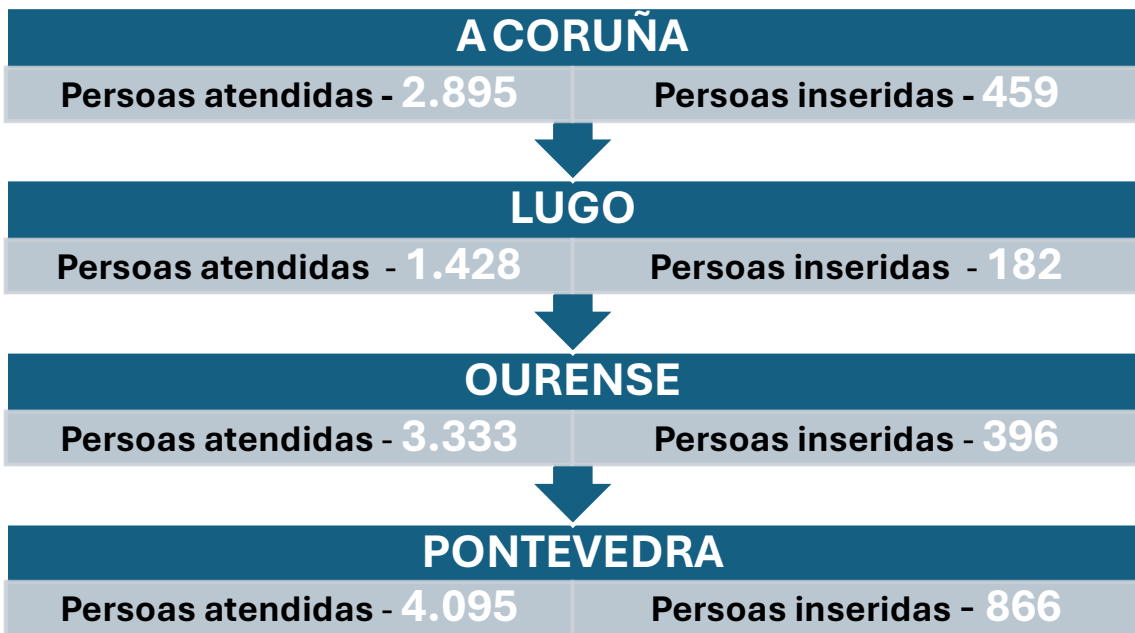 A CORUÑA
Persoas atendidas - 2.895 Persoas inseridas - 459
LUGO
Persoas atendidas - 1.428 Persoas inseridas - 182
OURENSE
Persoas atendidas - 3.333 Persoas inseridas - 396
PONTEVEDRA
Persoas atendidas - 4.095 Persoas inseridas - 866